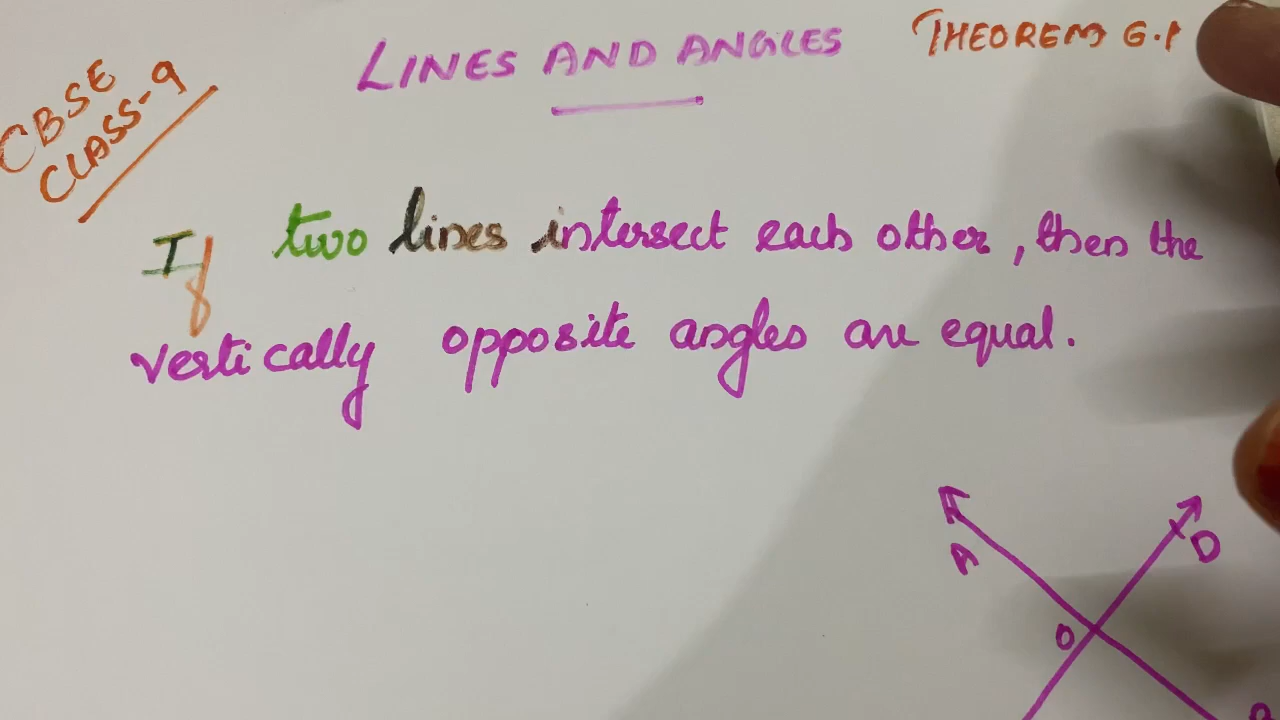 LINES AND ANGLES
THEOREM 6.1
CBSE
CLASS-9
If two lines intersect each other, then the
vertically opposite angles are equal.
A
D
O